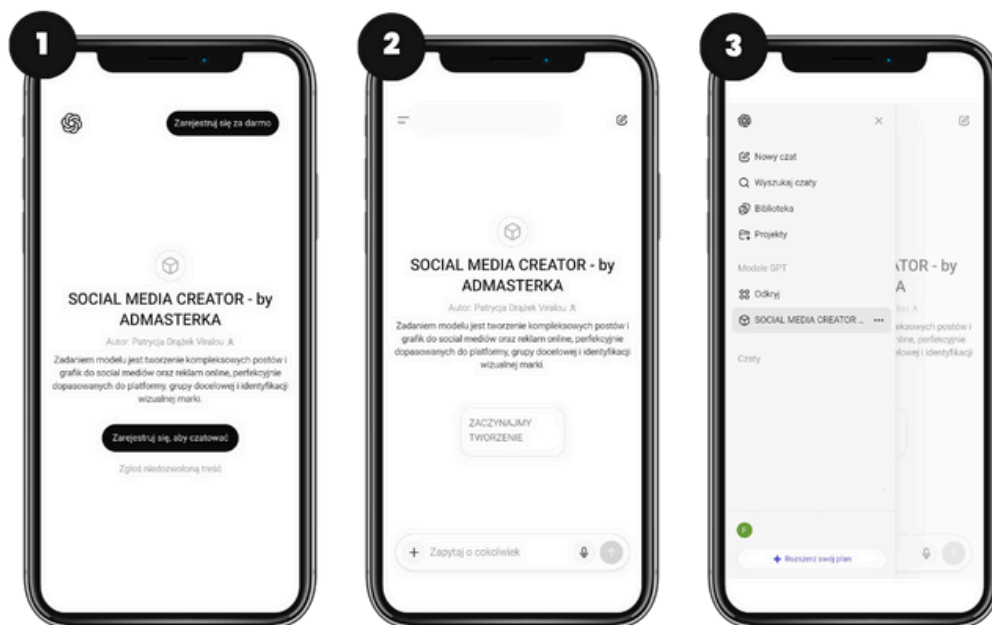 1
Zarejestruj się za darmo
SOCIAL MEDIA CREATOR - by
ADMASTERKA
Autor: Patrycja Drążek Viralou
Zadaniem modelu jest tworzenie kompleksowych postów i
grafik do social mediów oraz reklam online, perfekcyjnie
dopasowanych do platformy, grupy docelowej i identyfikacji
wizualnej marki.
Zarejestruj się, aby czatować
Zgłoś niedozwoloną treść
2
SOCIAL MEDIA CREATOR - by
ADMASTERKA
Autor: Patrycja Drążek Viralou
Zadaniem modelu jest tworzenie kompleksowych postów i
grafik do social mediów oraz reklam online, perfekcyjnie
dopasowanych do platformy, grupy docelowej i identyfikacji
wizualnej marki.
ZACZYNAJMY
TWORZENIE
Zapytaj o cokolwiek
3
Nowy czat
Wyszukaj czaty
Biblioteka
Projekty
Modele GPT
Odkryj
SOCIAL MEDIA CREATOR ...
Czaty
Rozszerz swój plan
ATOR - by
A